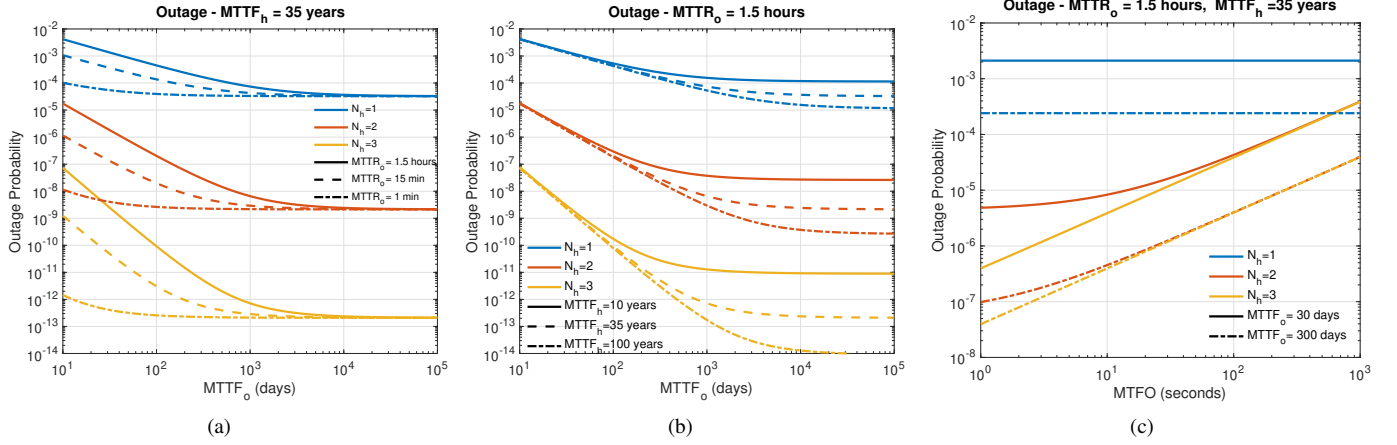 Outage - MTTF_h = 35 years
10^-2
10^-3
10^-4
10^-5
10^-6
10^-7
10^-8
10^-9
10^-10
10^-11
10^-12
10^-13
10^-14
Outage Probability
N_h=1
N_h=2
N_h=3
MTTR_o = 1.5 hours
MTTR_o = 15 min
MTTR_o = 1 min
10^1 10^2 10^3 10^4 10^5
MTTF_o (days)
(a)
Outage - MTTR_o = 1.5 hours
10^-2
10^-3
10^-4
10^-5
10^-6
10^-7
10^-8
10^-9
10^-10
10^-11
10^-12
10^-13
10^-14
Outage Probability
N_h=1
N_h=2
N_h=3
MTTF_h=10 years
MTTF_h=35 years
MTTF_h=100 years
10^1 10^2 10^3 10^4 10^5
MTTF_o (days)
(b)
Outage - MTTR_o = 1.5 hours, MTTF_h =35 years
10^-2
10^-3
10^-4
10^-5
10^-6
10^-7
10^-8
Outage Probability
N_h=1
N_h=2
N_h=3
MTTF_o = 30 days
MTTF_o = 300 days
10^0 10^1 10^2 10^3
MTFO (seconds)
(c)